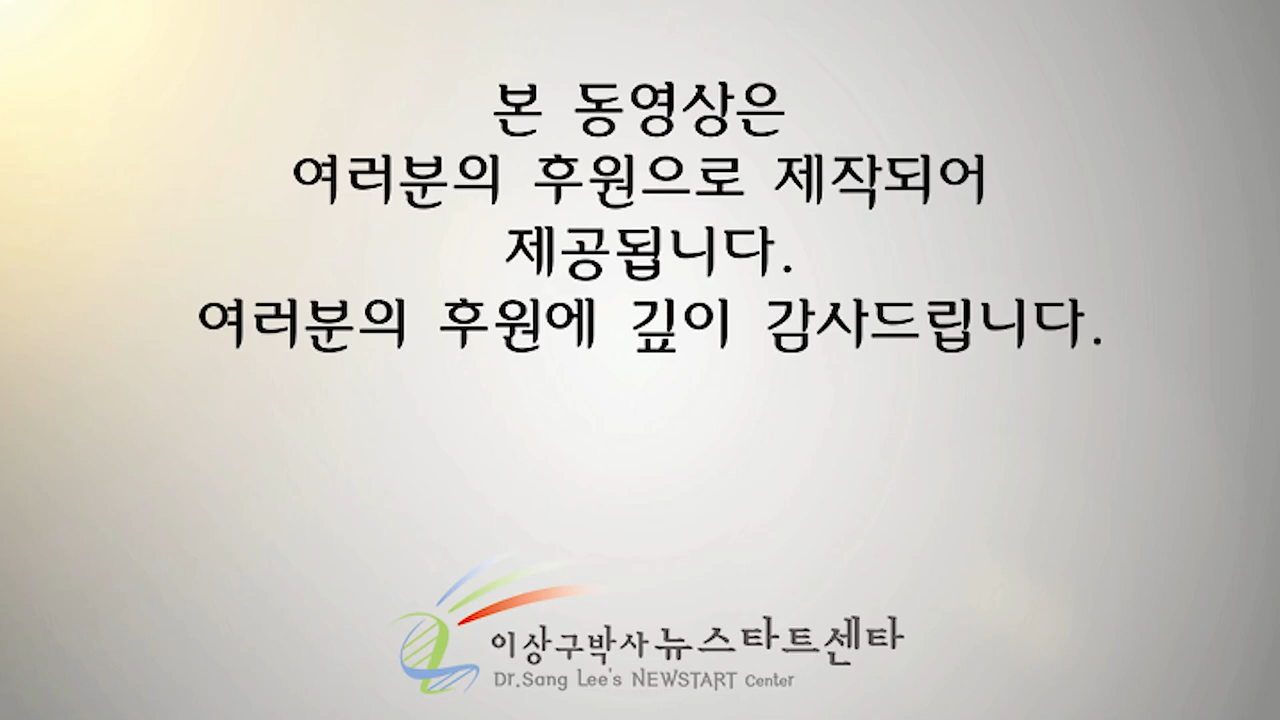 본 동영상은
여러분의 후원으로 제작되어
제공됩니다.
여러분의 후원에 깊이 감사드립니다.
이상구박사뉴스타트센타
Dr.Sang Lee's NEWSTART Center